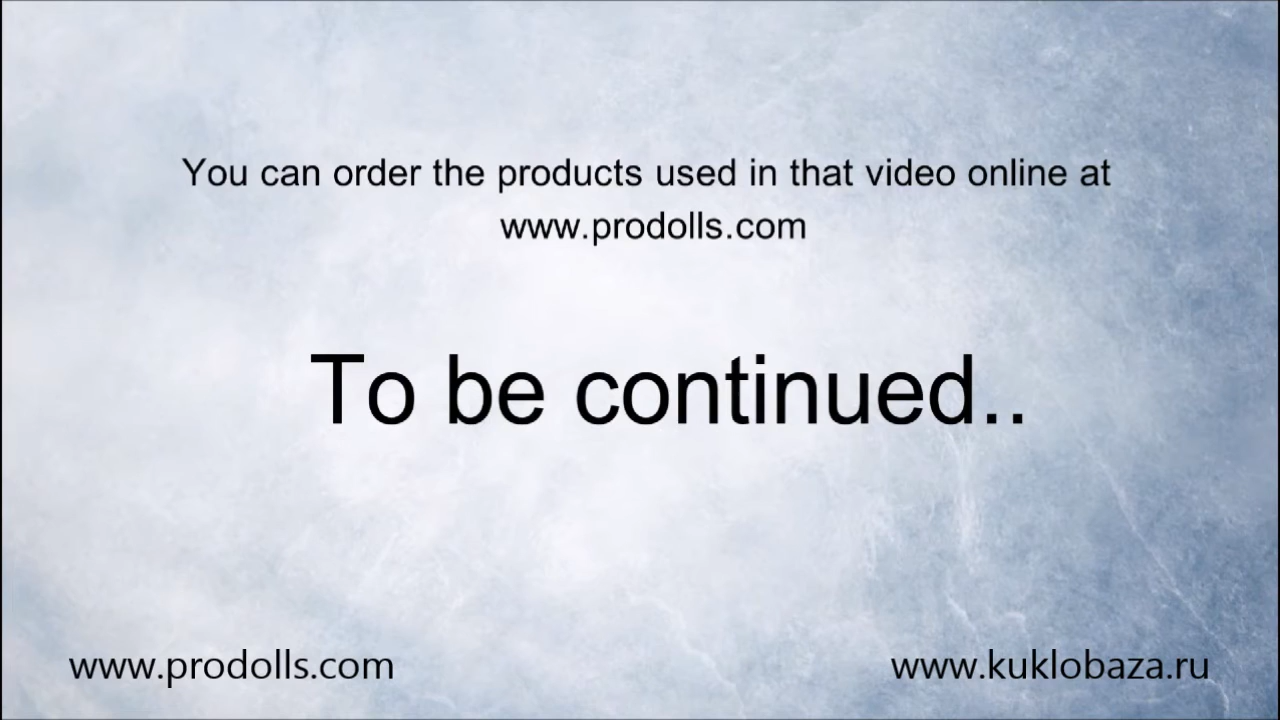 You can order the products used in that video online at
www.prodolls.com
To be continued..
www.prodolls.com
www.kuklobaza.ru